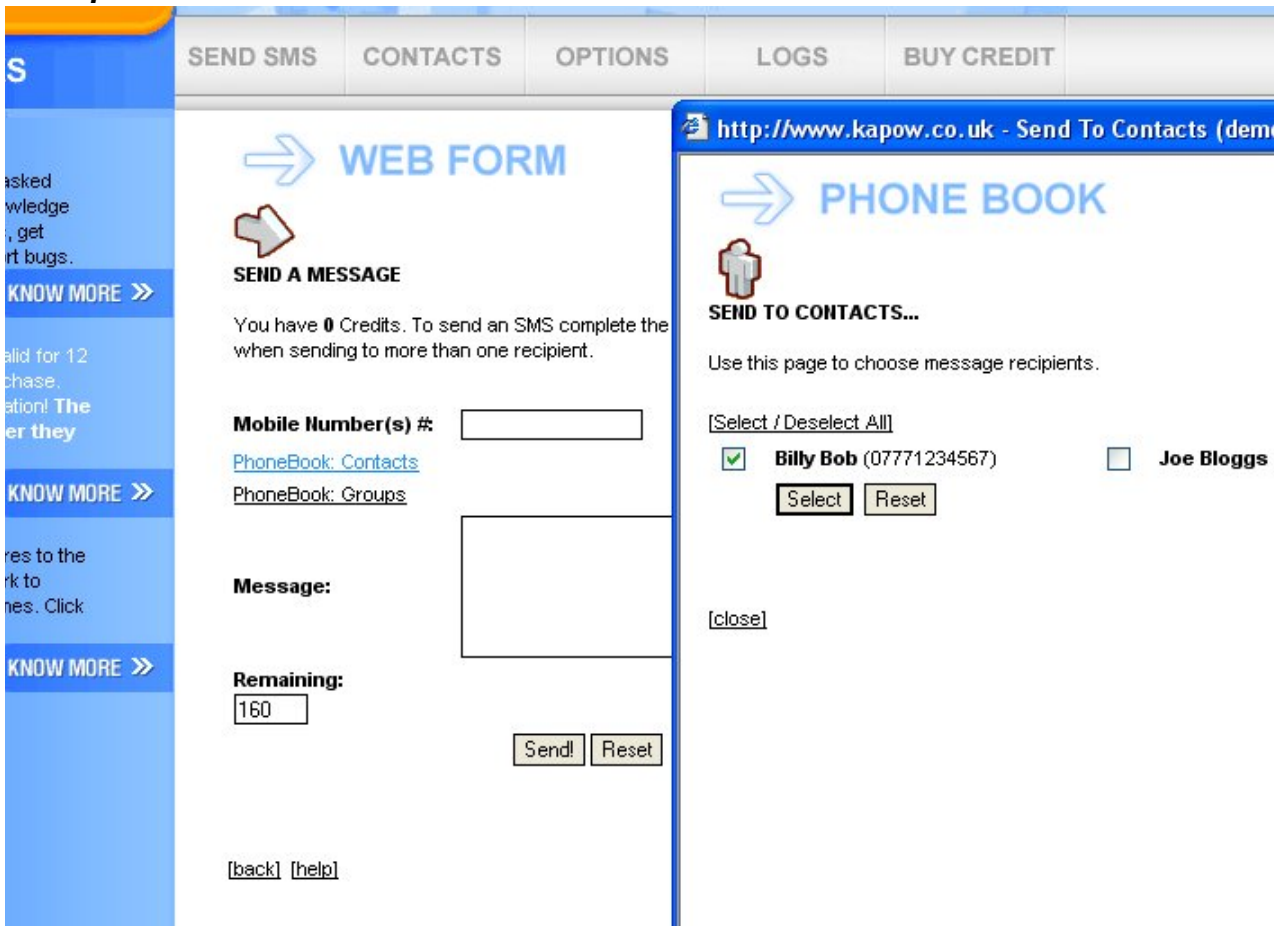 S
asked
wledge
, get
rt bugs.
KNOW MORE >>
alid for 12
chase.
ation! The
er they
KNOW MORE >>
res to the
rk to
nes. Click
KNOW MORE >>
SEND SMS CONTACTS OPTIONS LOGS BUY CREDIT
WEB FORM
SEND A MESSAGE
You have 0 Credits. To send an SMS complete the
when sending to more than one recipient.
Mobile Number(s) #:
PhoneBook: Contacts
PhoneBook: Groups
Message:
Remaining:
160
Send! Reset
[back] [help]
http://www.kapow.co.uk - Send To Contacts (dem
PHONE BOOK
SEND TO CONTACTS...
Use this page to choose message recipients.
[Select / Deselect All]
Billy Bob (07771234567) Joe Bloggs
Select Reset
[close]